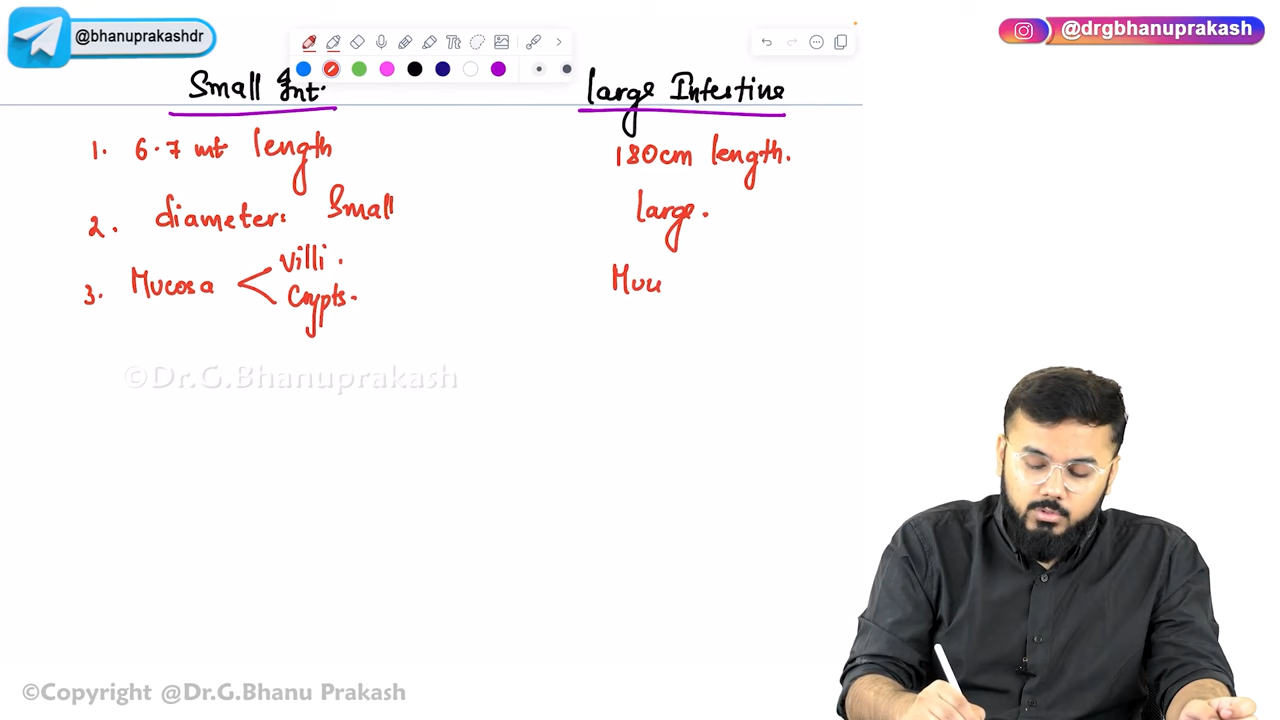 @bhanuprakashdr
@drgbhanuprakash
Small Int.
large Intestine
1. 6.7 mt length
180cm length.
2. diameter: Small
large.
3. Mucosa < Villi.
Crypts.
Muc
©Dr.G.Bhanuprakash
©Copyright @Dr.G.Bhanu Prakash